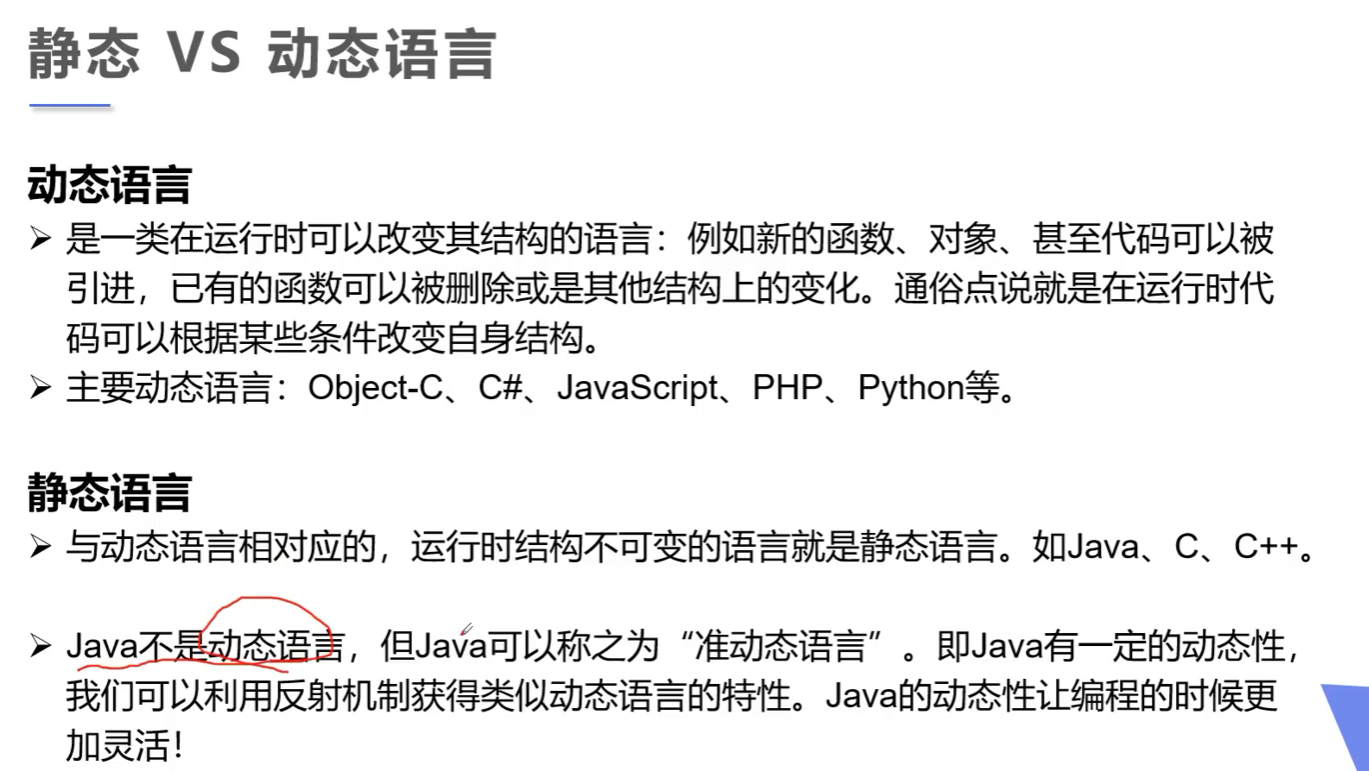 静态 VS 动态语言
动态语言
➢ 是一类在运行时可以改变其结构的语言：例如新的函数、对象、甚至代码可以被
引进，已有的函数可以被删除或是其他结构上的变化。通俗点说就是在运行时代
码可以根据某些条件改变自身结构。
➢ 主要动态语言：Object-C、C#、JavaScript、PHP、Python等。
静态语言
➢ 与动态语言相对应的，运行时结构不可变的语言就是静态语言。如Java、C、C++。
➢ Java不是动态语言，但Java可以称之为“准动态语言”。即Java有一定的动态性，
我们可以利用反射机制获得类似动态语言的特性。Java的动态性让编程的时候更
加灵活！